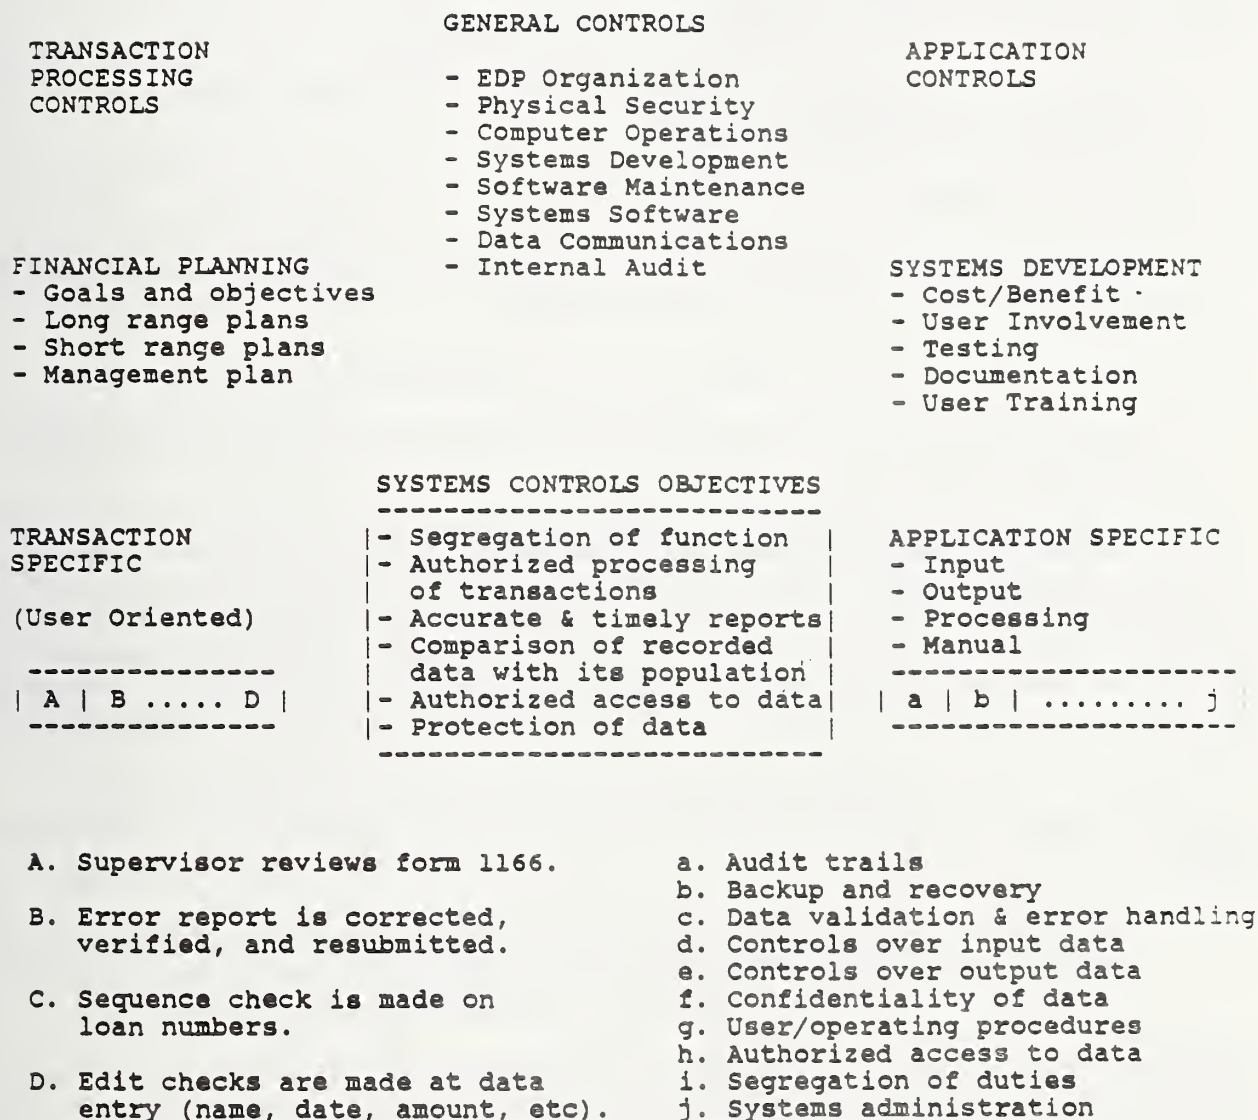 GENERAL CONTROLS
TRANSACTION
PROCESSING
CONTROLS
- EDP Organization
- Physical Security
- Computer Operations
- Systems Development
- Software Maintenance
- Systems Software
- Data Communications
- Internal Audit
APPLICATION
CONTROLS
FINANCIAL PLANNING
- Goals and objectives
- Long range plans
- Short range plans
- Management plan
SYSTEMS DEVELOPMENT
- Cost/Benefit
- User Involvement
- Testing
- Documentation
- User Training
SYSTEMS CONTROLS OBJECTIVES
TRANSACTION
SPECIFIC
(User Oriented)
| A | B ..... D |
|- Segregation of function |
|- Authorized processing |
| of transactions |
|- Accurate & timely reports|
|- Comparison of recorded |
| data with its population |
|- Authorized access to data|
|- Protection of data |
APPLICATION SPECIFIC
- Input
- Output
- Processing
- Manual
| a | b | ......... j
A. Supervisor reviews form 1166.
B. Error report is corrected,
verified, and resubmitted.
C. Sequence check is made on
loan numbers.
D. Edit checks are made at data
entry (name, date, amount, etc).
a. Audit trails
b. Backup and recovery
c. Data validation & error handling
d. Controls over input data
e. Controls over output data
f. Confidentiality of data
g. User/operating procedures
h. Authorized access to data
i. Segregation of duties
j. Systems administration